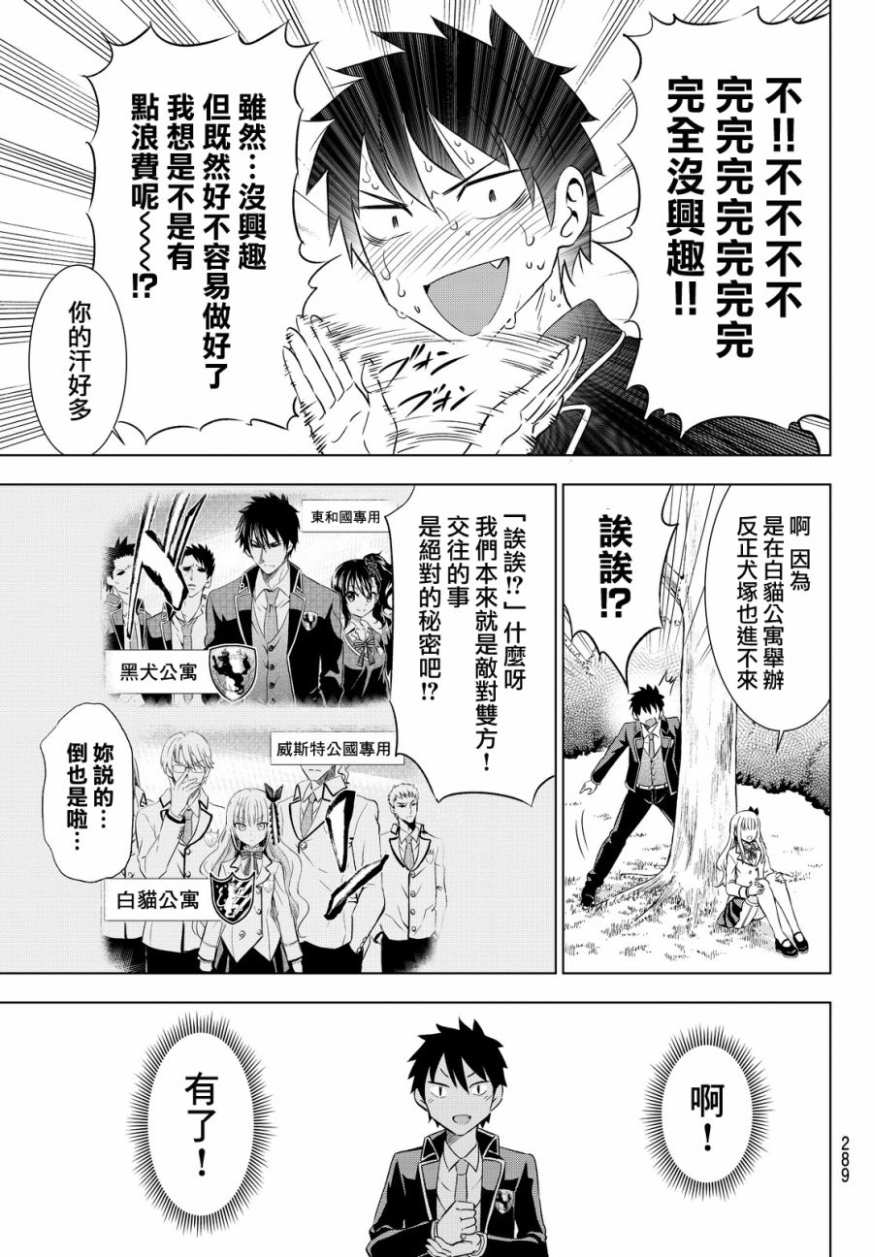 不!!不不不不
完完完完完完完完
完全沒興趣!!
雖然…沒興趣
但既然好不容易做好了
我想是不是有
點浪費呢~~~!?
ブォン
ブォン
你的汗好多
啊 因為
是在白貓公寓舉辦
反正犬塚也進不來
誒誒!?
「誒誒!?」什麼呀
我們本來就是敵對雙方！
交往的事
是絕對的秘密吧!?
東和國專用
黑犬公寓
威斯特公國專用
白貓公寓
妳說的…
倒也是啦…
啊！
有了！
289